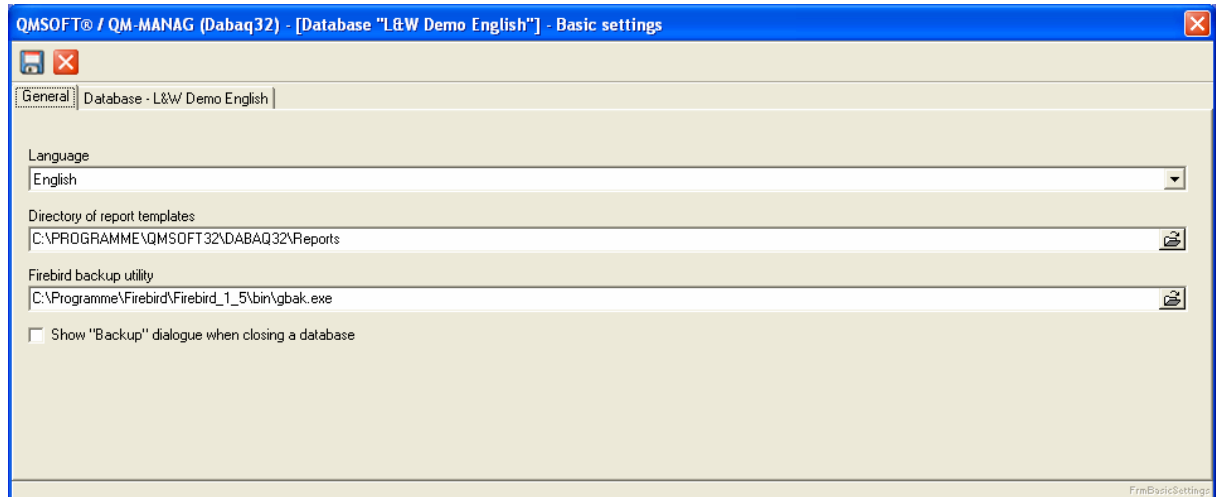 QMSOFT® / QM-MANAG (Dabaq32) - [Database "L&W Demo English"] - Basic settings
General
Database - L&W Demo English
Language
English
Directory of report templates
C:\PROGRAMME\QMSOFT32\DABAQ32\Reports
Firebird backup utility
C:\Programme\Firebird\Firebird_1_5\bin\gbak.exe
Show "Backup" dialogue when closing a database
FrmBasicSettings